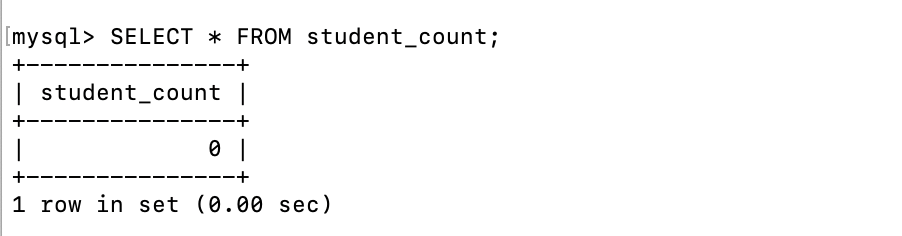 [mysql> SELECT * FROM student_count;
+---------------+
| student_count |
+---------------+
|             0 |
+---------------+
1 row in set (0.00 sec)